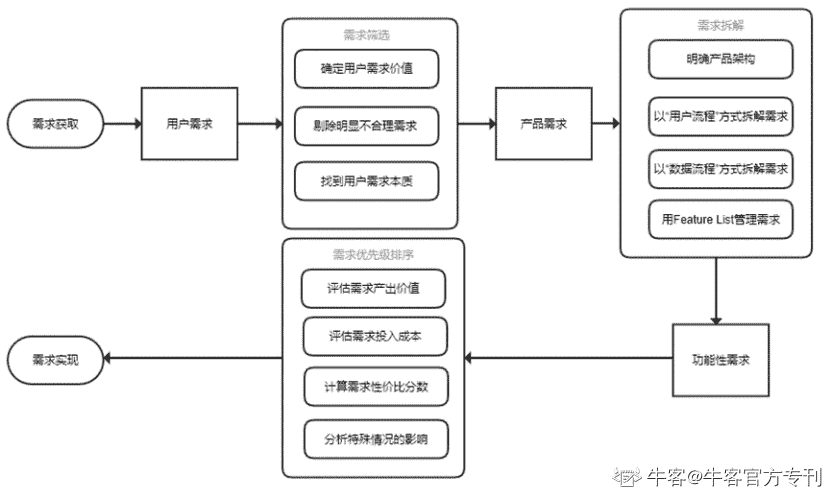 需求获取
用户需求
需求筛选
确定用户需求价值
剔除明显不合理需求
找到用户需求本质
产品需求
需求拆解
明确产品架构
以“用户流程”方式拆解需求
以“数据流程”方式拆解需求
用Feature List管理需求
功能性需求
需求优先级排序
评估需求产出价值
评估需求投入成本
计算需求性价比分数
分析特殊情况的影响
需求实现
牛客@牛客官方专刊